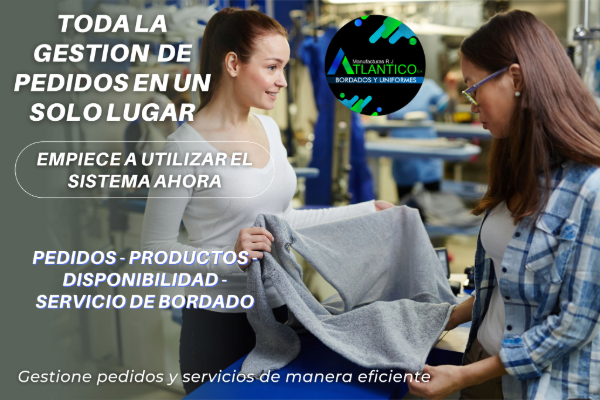 TODA LA
GESTION DE
PEDIDOS EN UN
SOLO LUGAR
Manufacturas R.J
ATLANTICO
BORDADOS Y UNIFORMES
EMPIECE A UTILIZAR EL
SISTEMA AHORA
PEDIDOS - PRODUCTOS -
DISPONIBILIDAD -
SERVICIO DE BORDADO
Gestione pedidos y servicios de manera eficiente